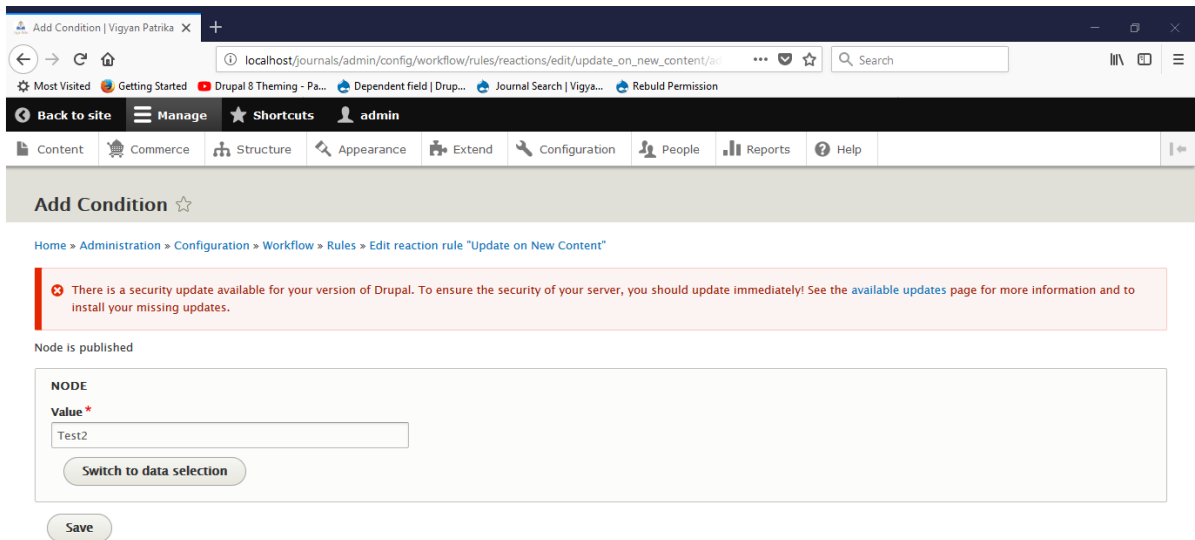 Add Condition | Vigyan Patrika
localhost/journals/admin/config/workflow/rules/reactions/edit/update_on_new_content/ad
Search
Most Visited Getting Started Drupal 8 Theming - Pa... Dependent field | Drup... Journal Search | Vigya... Rebuld Permission
Back to site Manage Shortcuts admin
Content Commerce Structure Appearance Extend Configuration People Reports Help
Add Condition
Home » Administration » Configuration » Workflow » Rules » Edit reaction rule "Update on New Content"
There is a security update available for your version of Drupal. To ensure the security of your server, you should update immediately! See the available updates page for more information and to
install your missing updates.
Node is published
NODE
Value *
Test2
Switch to data selection
Save